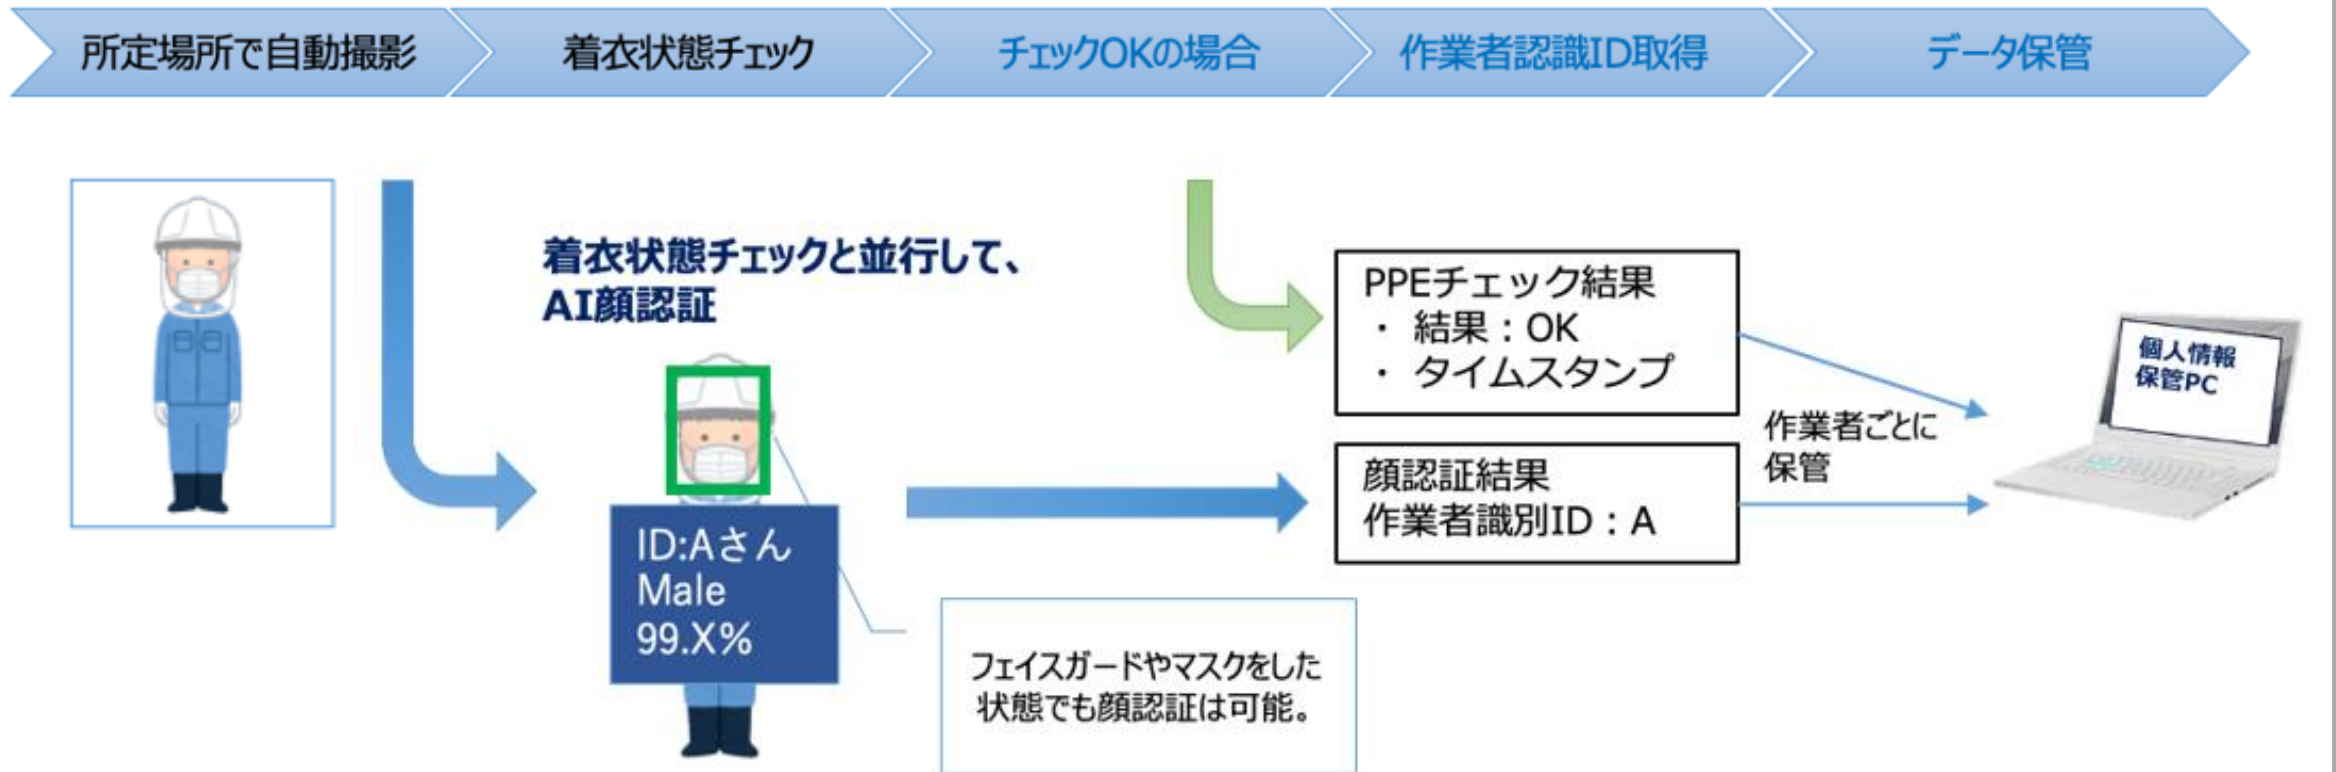 所定場所で自動撮影
着衣状態チェック
チェックOKの場合
作業者認識ID取得
データ保管
着衣状態チェックと並行して、
AI顔認証
ID:Aさん
Male
99.X%
フェイスガードやマスクをした
状態でも顔認証は可能。
PPEチェック結果
・ 結果：OK
・ タイムスタンプ
顔認証結果
作業者識別ID：A
作業者ごとに
保管
個人情報
保管PC